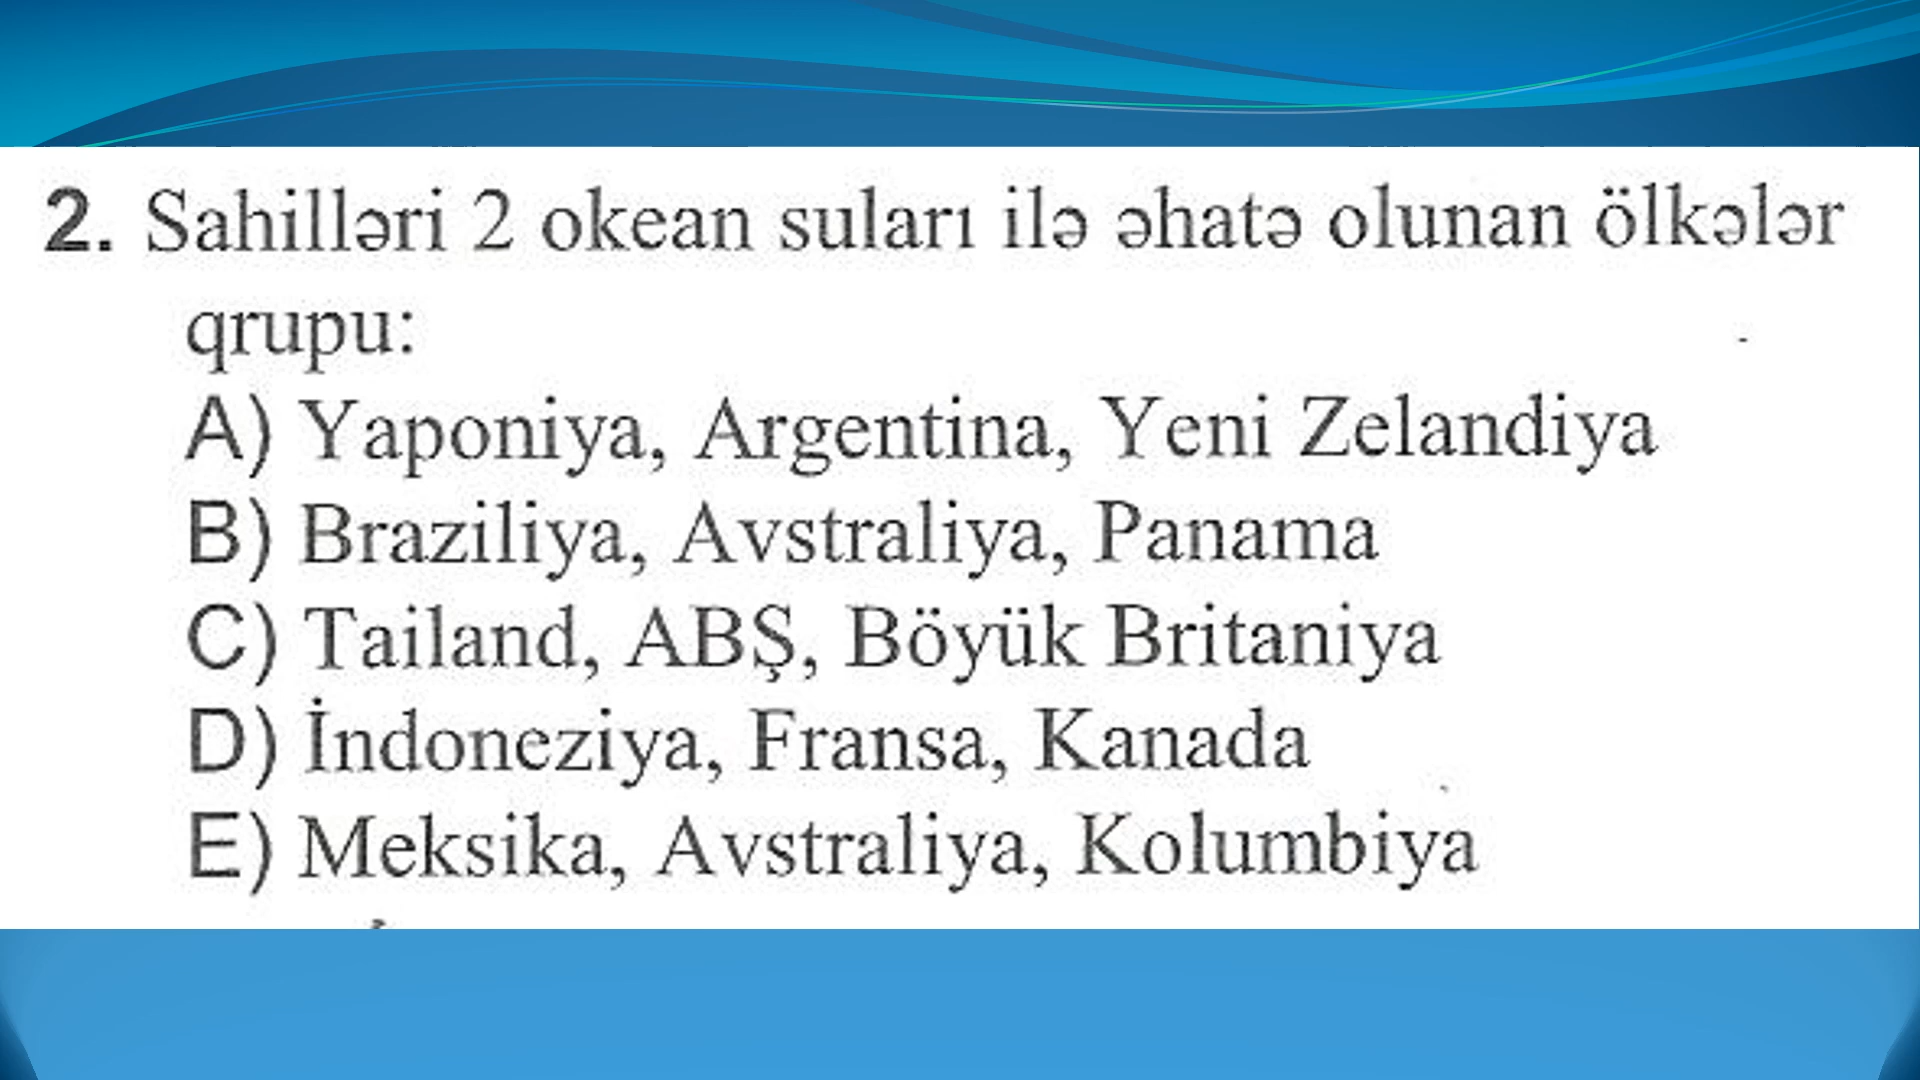 2. Sahilləri 2 okean suları ilə əhatə olunan ölkələr
qrupu:
A) Yaponiya, Argentina, Yeni Zelandiya
B) Braziliya, Avstraliya, Panama
C) Tailand, ABŞ, Böyük Britaniya
D) İndoneziya, Fransa, Kanada
E) Meksika, Avstraliya, Kolumbiya